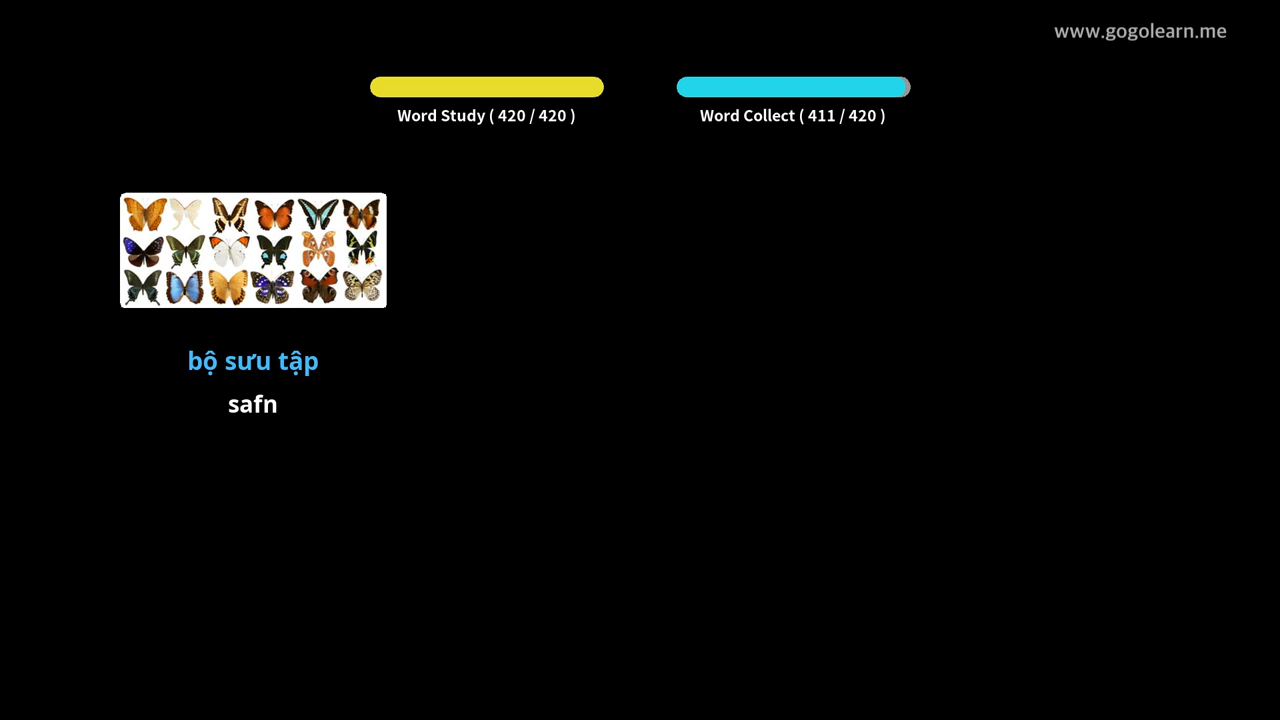 www.gogolearn.me
Word Study ( 420 / 420 )
Word Collect ( 411 / 420 )
bộ sưu tập
safn